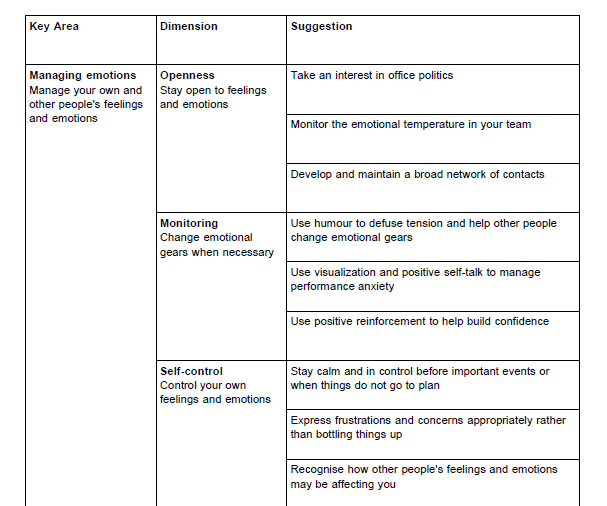 Key Area
Dimension
Suggestion
Managing emotions
Manage your own and
other people's feelings
and emotions
Openness
Stay open to feelings
and emotions
Take an interest in office politics
Monitor the emotional temperature in your team
Develop and maintain a broad network of contacts
Monitoring
Change emotional
gears when necessary
Use humour to defuse tension and help other people
change emotional gears
Use visualization and positive self-talk to manage
performance anxiety
Use positive reinforcement to help build confidence
Self-control
Control your own
feelings and emotions
Stay calm and in control before important events or
when things do not go to plan
Express frustrations and concerns appropriately rather
than bottling things up
Recognise how other people's feelings and emotions
may be affecting you